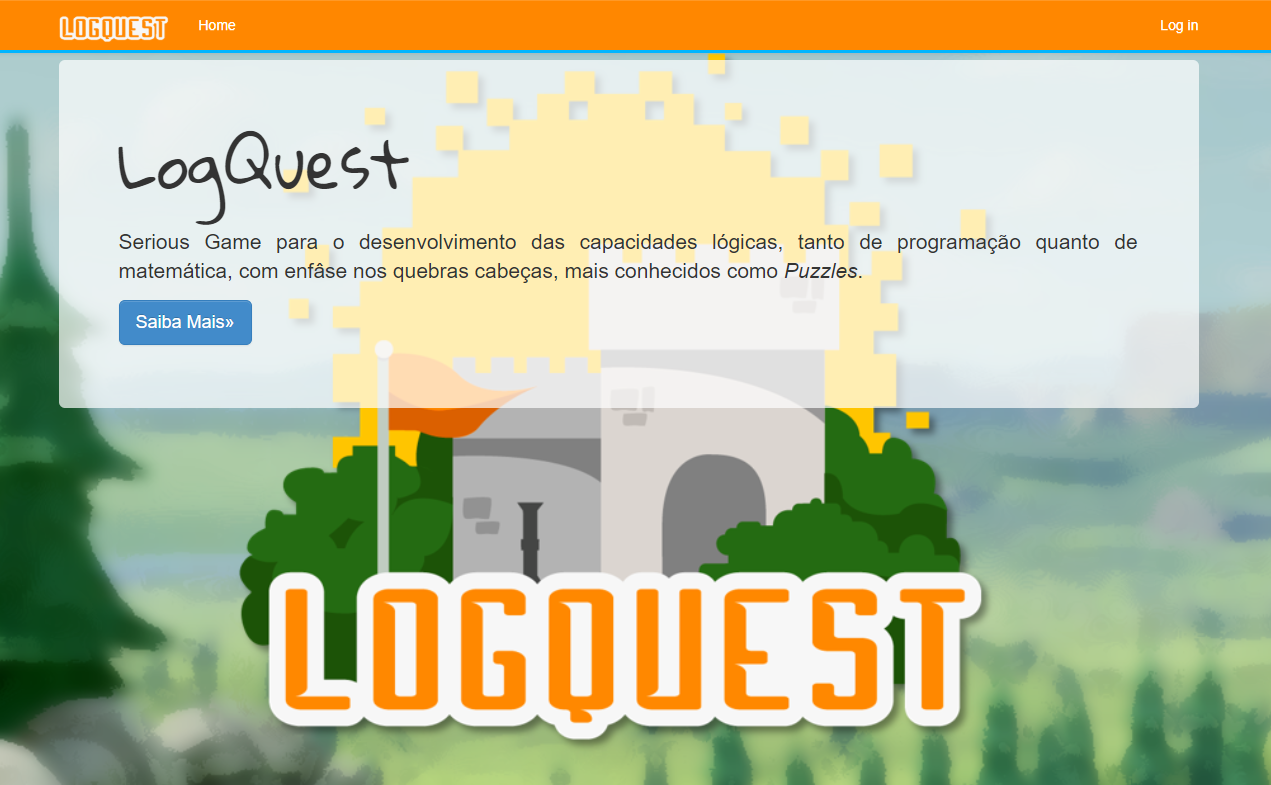 LOGQUEST Home Log in
LogQuest
Serious Game para o desenvolvimento das capacidades lógicas, tanto de programação quanto de
matemática, com enfâse nos quebras cabeças, mais conhecidos como Puzzles.
Saiba Mais»
LOGQUEST